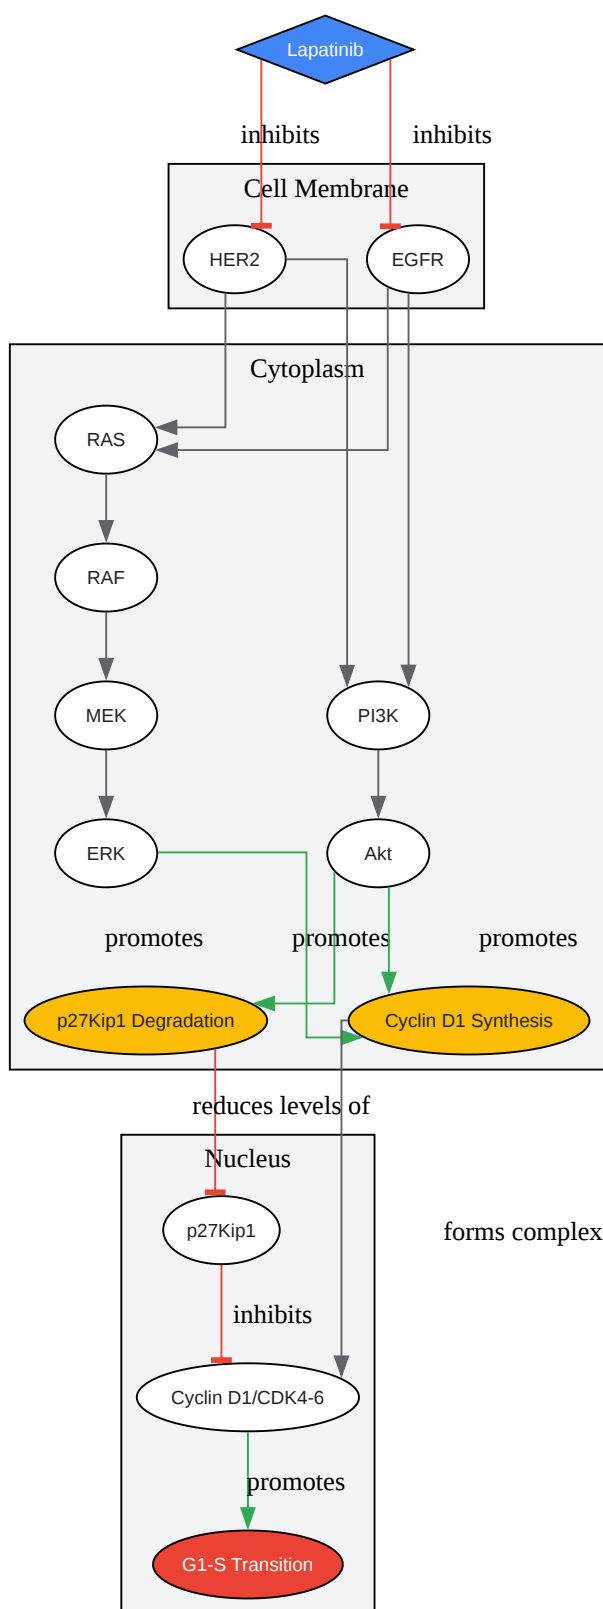 Lapatinib
inhibits
inhibits
Cell Membrane
HER2
EGFR
Cytoplasm
RAS
RAF
MEK
PI3K
ERK
Akt
promotes
promotes
promotes
p27Kip1 Degradation
Cyclin D1 Synthesis
reduces levels of
Nucleus
p27Kip1
forms complex
inhibits
Cyclin D1/CDK4-6
promotes
G1-S Transition